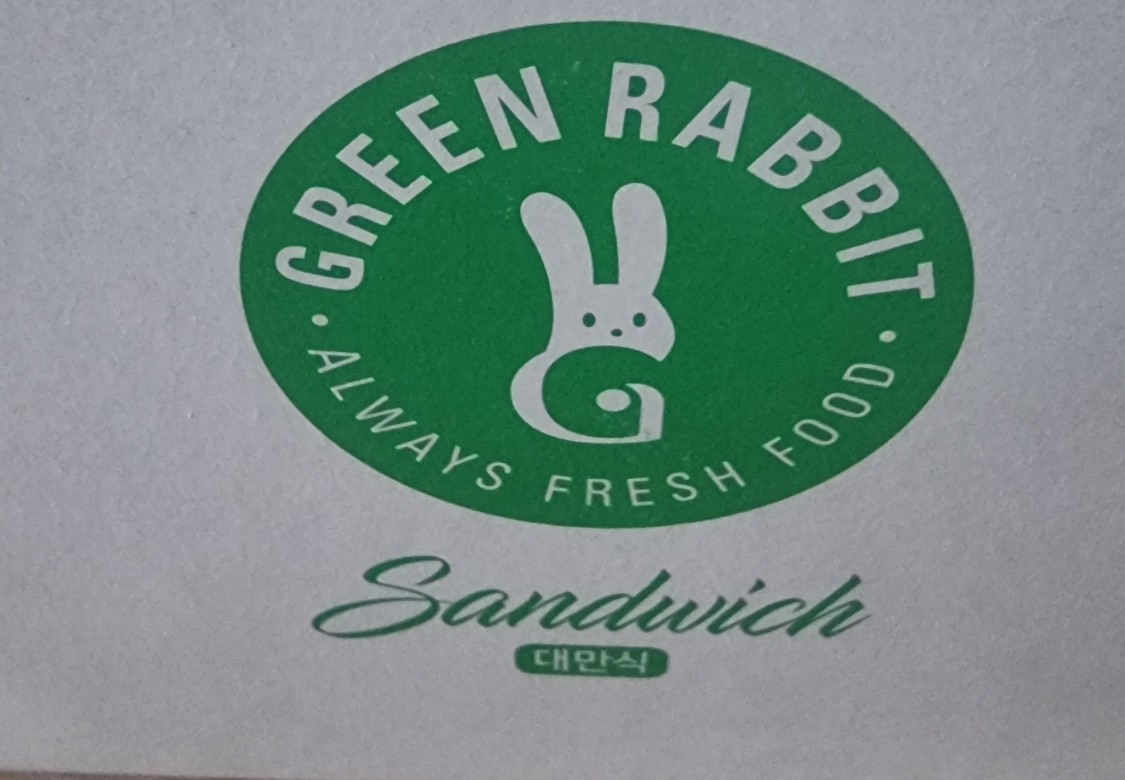 GREEN RABBIT
· ALWAYS FRESH FOOD ·
Sandwich
대만식